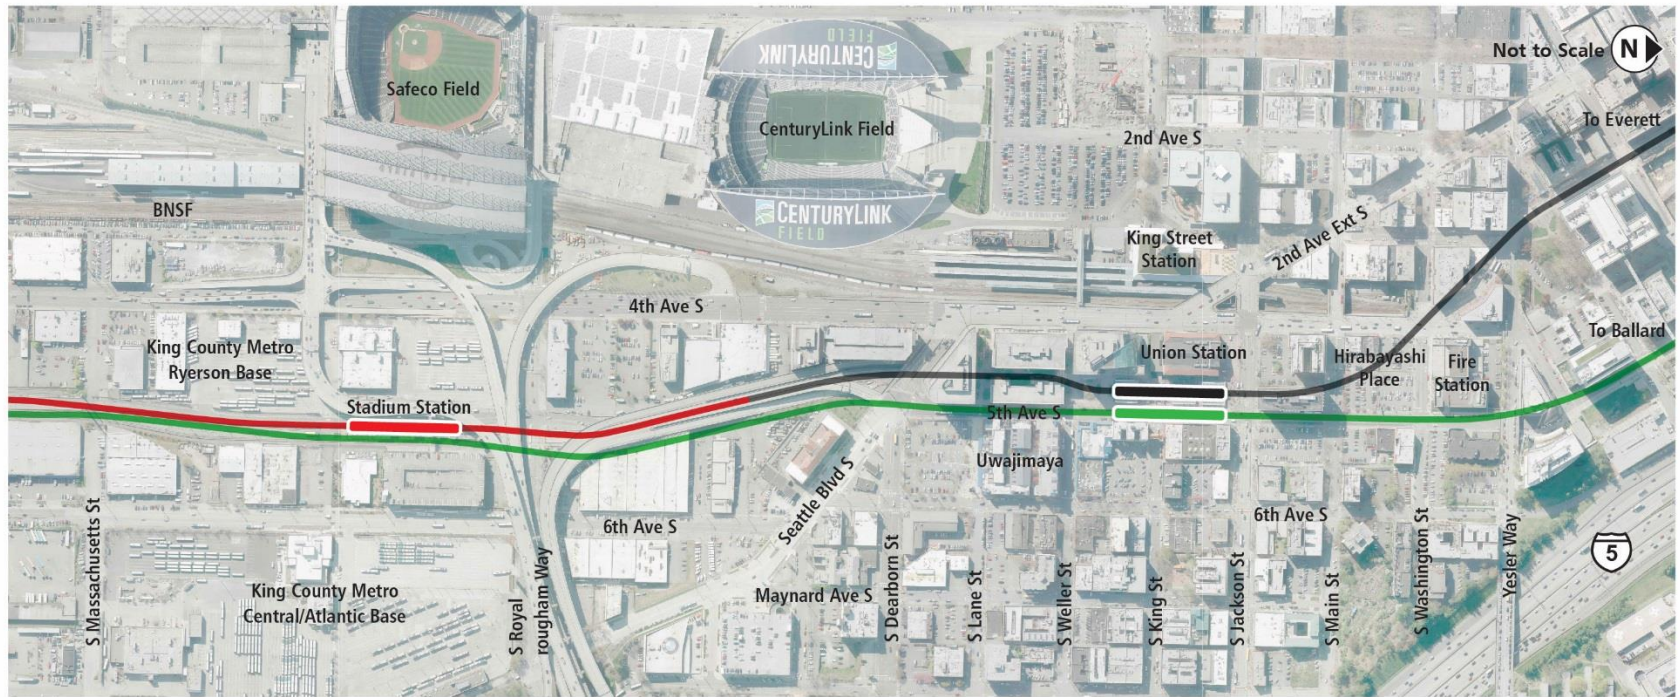 CENTURYLINK
FIELD
Not to Scale N
Safeco Field
CenturyLink Field
2nd Ave S
To Everett
BNSF
CENTURYLINK
FIELD
King Street
Station
2nd Ave Ext S
4th Ave S
King County Metro
Ryerson Base
Union Station
Hirabayashi
Place
Fire
Station
To Ballard
Stadium Station
5th Ave S
Uwajimaya
Seattle Blvd S
6th Ave S
6th Ave S
5
King County Metro
Central/Atlantic Base
Maynard Ave S
S Massachusetts St
S Royal
rougham Way
S Dearborn St
S Lane St
S Weller St
S King St
S Jackson St
S Main St
S Washington St
Yesler Way